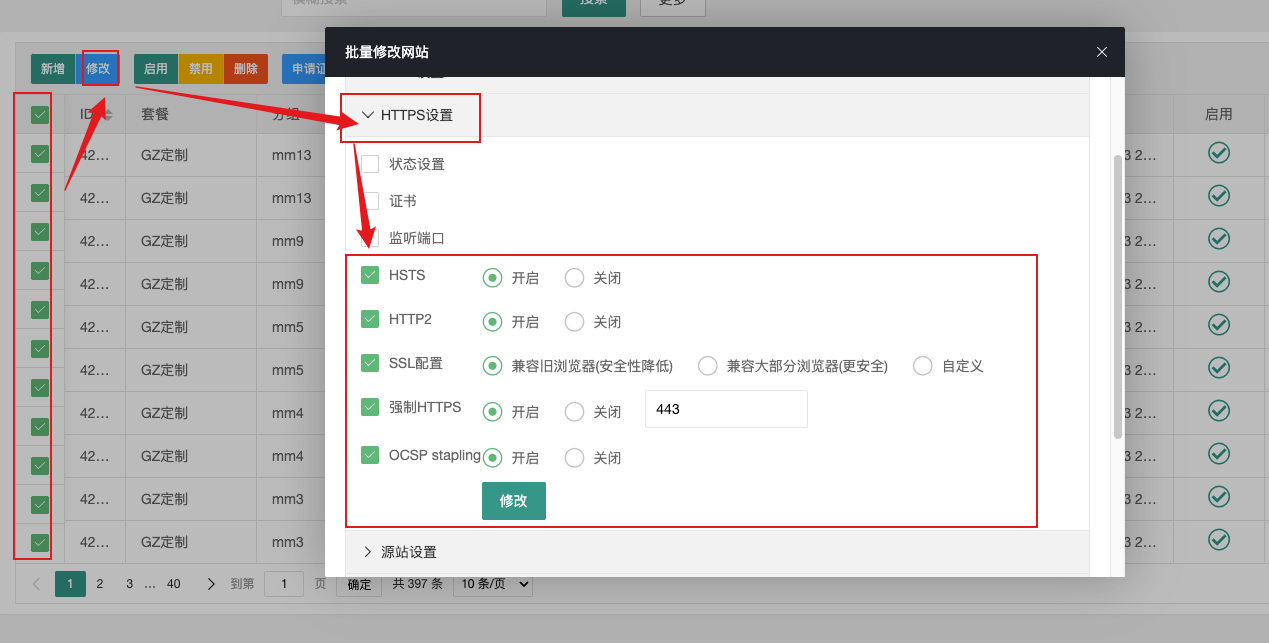 模糊搜索
搜索
更多
新增
修改
启用
禁用
删除
批量修改网站
HTTPS设置
状态设置
证书
监听端口
HSTS 开启 关闭
HTTP2 开启 关闭
SSL配置 兼容旧浏览器(安全性降低) 兼容大部分浏览器(更安全) 自定义
强制HTTPS 开启 关闭 443
OCSP stapling 开启 关闭
修改
源站设置
ID 套餐 分组 启用
42... GZ定制 mm13 3 2...
42... GZ定制 mm13 3 2...
42... GZ定制 mm9 3 2...
42... GZ定制 mm9 3 2...
42... GZ定制 mm5 3 2...
42... GZ定制 mm5 3 2...
42... GZ定制 mm4 3 2...
42... GZ定制 mm4 3 2...
42... GZ定制 mm3 3 2...
42... GZ定制 mm3 3 2...
1 2 3 ... 40 到第 1 页 确定 共 397 条 10 条/页